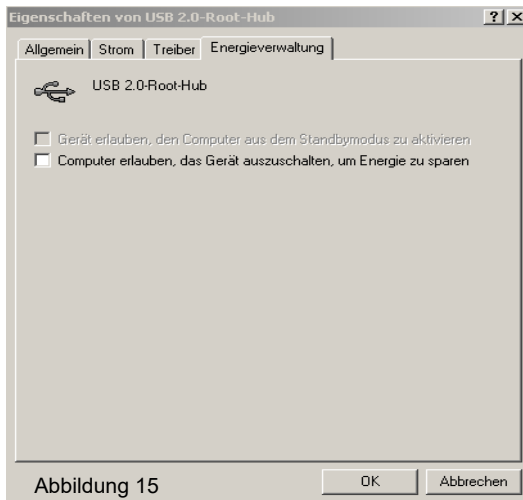 Eigenschaften von USB 2.0-Root-Hub
Allgemein Strom Treiber Energieverwaltung
USB 2.0-Root-Hub
Gerät erlauben, den Computer aus dem Standbymodus zu aktivieren
Computer erlauben, das Gerät auszuschalten, um Energie zu sparen
Abbildung 15
OK Abbrechen